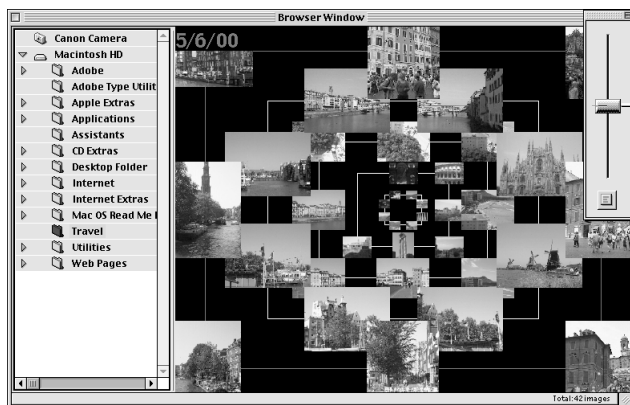 Browser Window
Canon Camera
Macintosh HD
Adobe
Adobe Type Utilit
Apple Extras
Applications
Assistants
CD Extras
Desktop Folder
Internet
Internet Extras
Mac OS Read Me
Travel
Utilities
Web Pages
5/6/00
Total:42 images